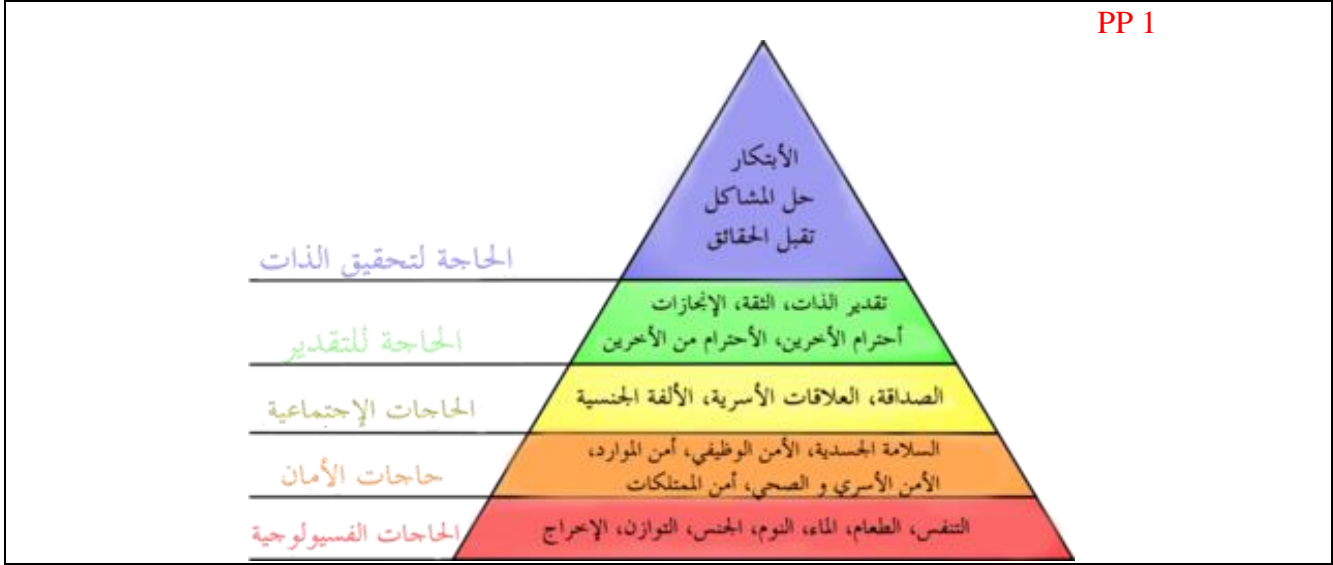 PP 1
الأبتكار
حل المشاكل
تقبل الحقائق
الحاجة لتحقيق الذات
تقدير الذات، الثقة، الإنجازات
أحترام الأخرين، الأحترام من الأخرين
الحاجة للتقدير
الصداقة، العلاقات الأسرية، الألفة الجنسية
الحاجات الإجتماعية
السلامة الجسدية، الأمن الوظيفي، أمن الموارد،
الأمن الأسري و الصحي، أمن الممتلكات
حاجات الأمان
التنفس، الطعام، الماء، النوم، الجنس، التوازن، الإخراج
الحاجات الفسيولوجية